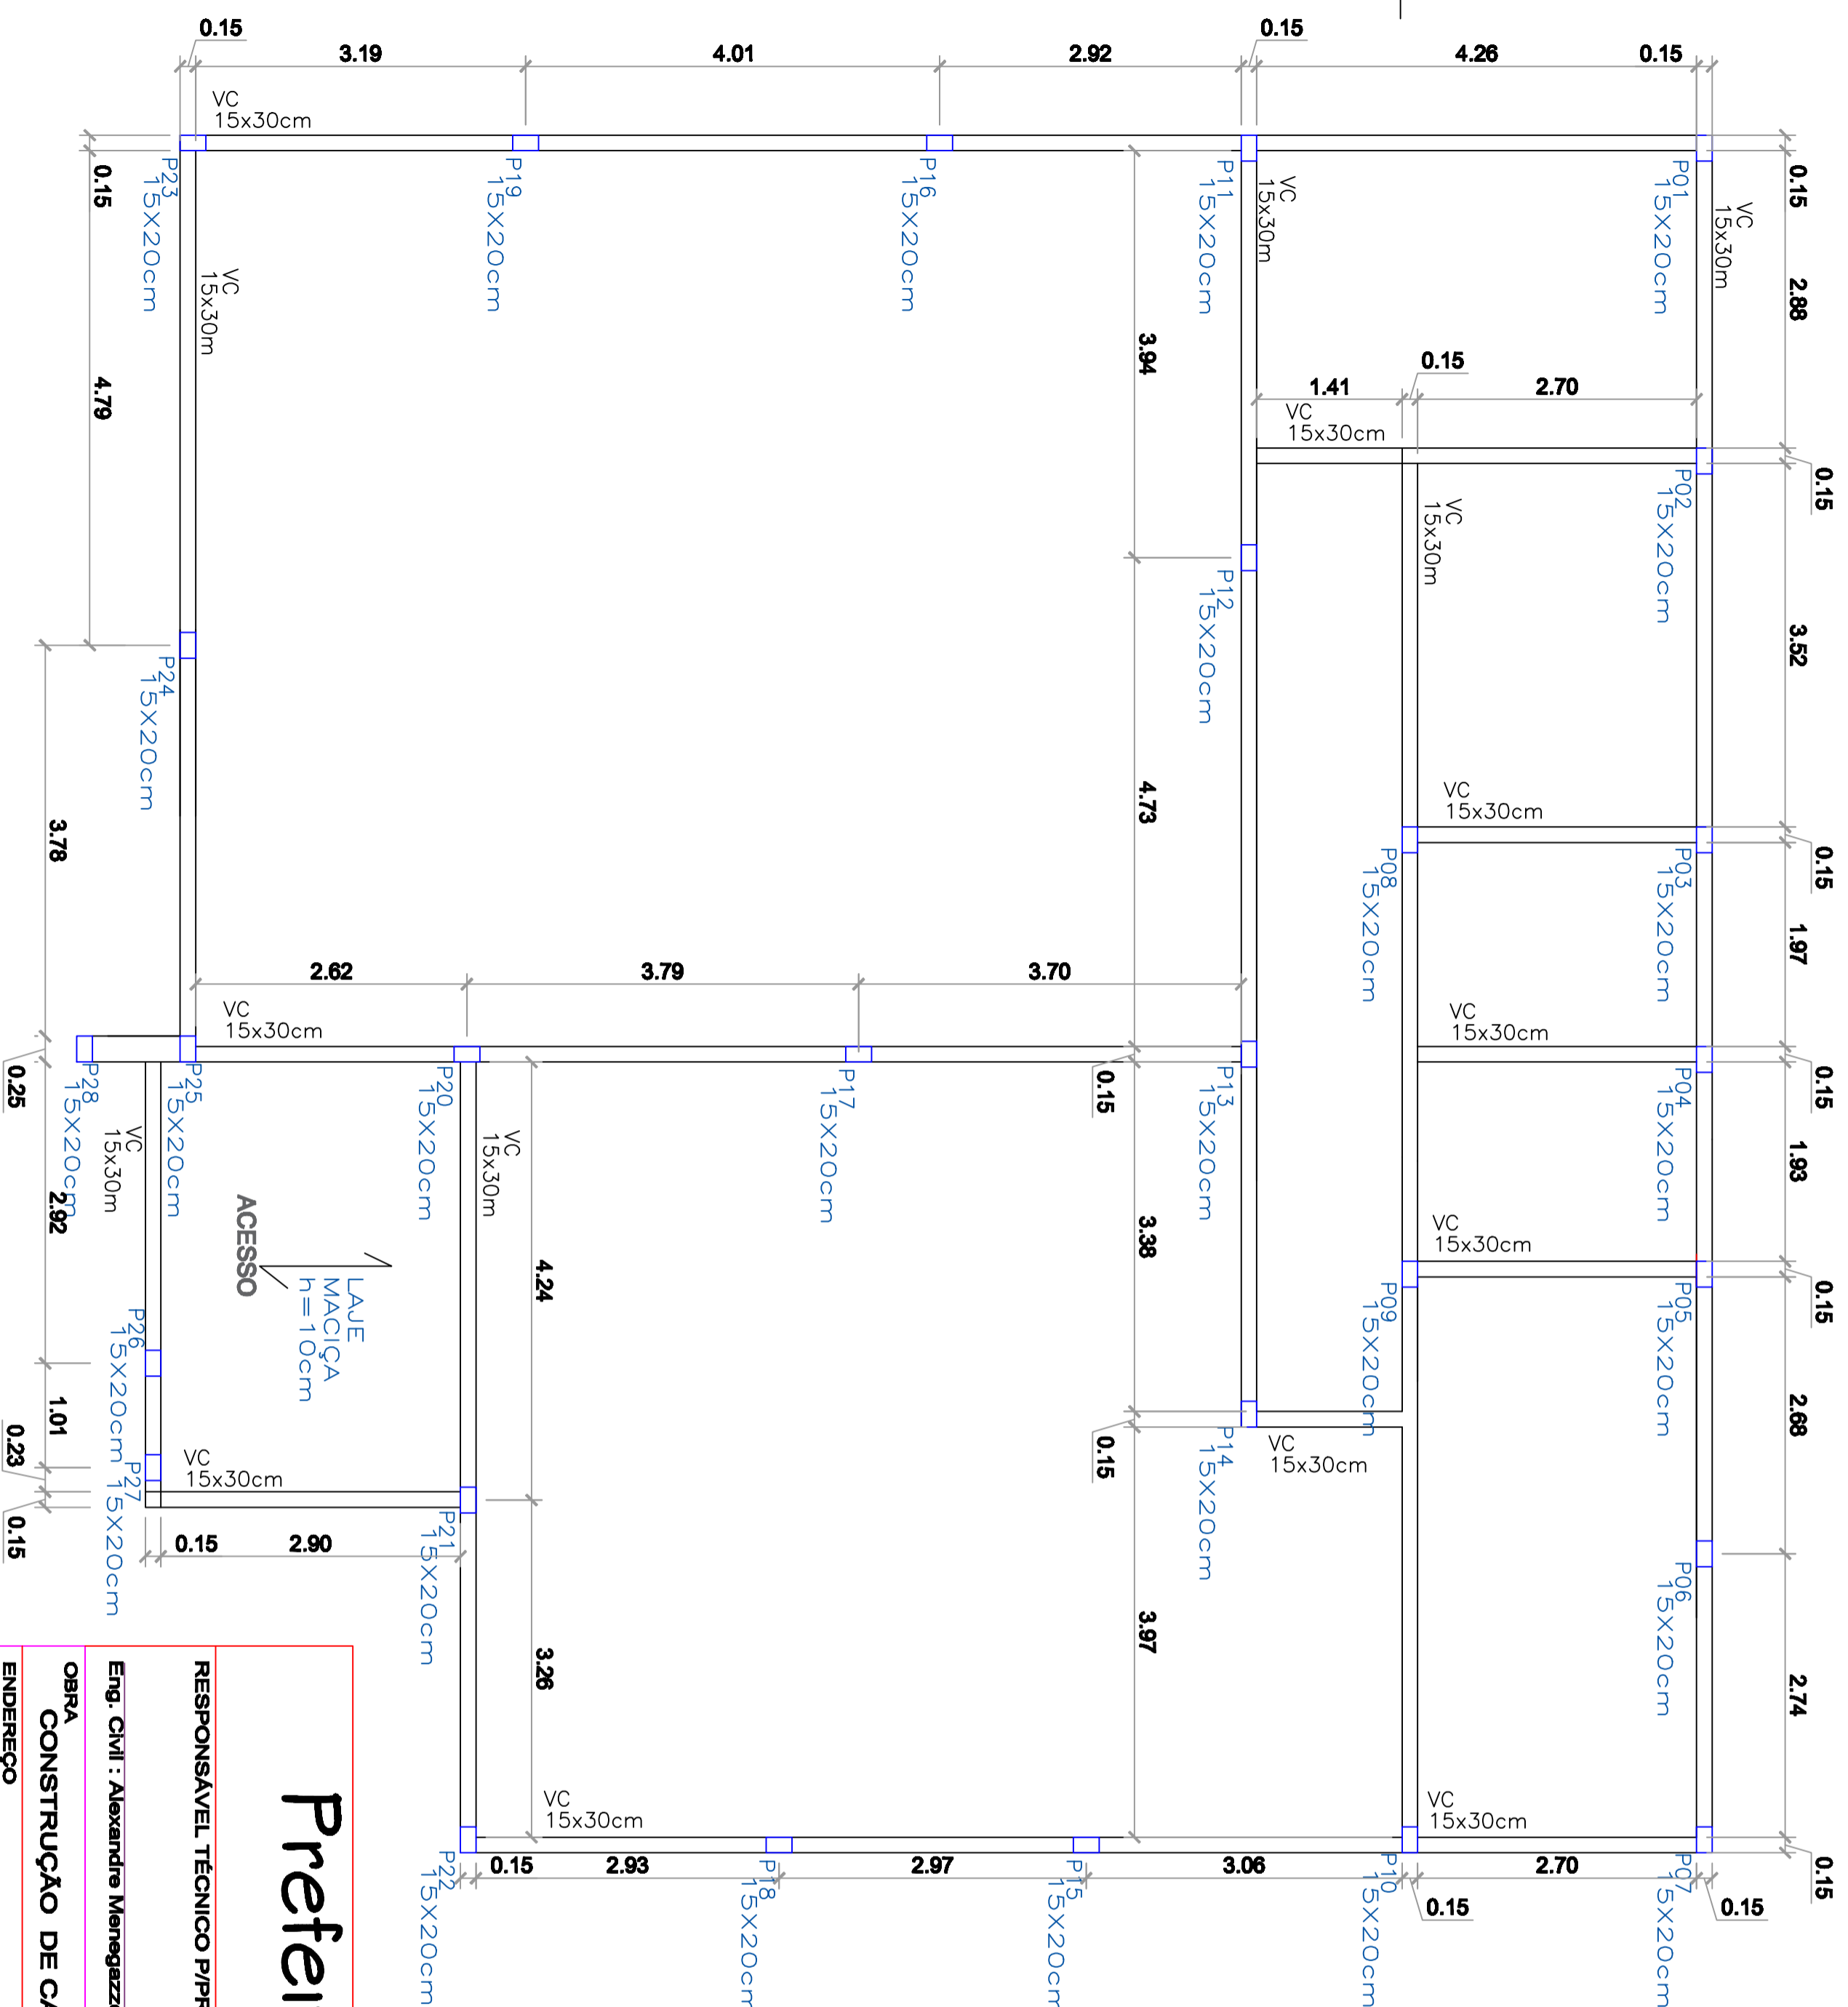 0.15
3.19
4.01
2.92
0.15
4.26
0.15
VC
15x30cm
P23
15X20cm
P19
15X20cm
P16
15X20cm
P11
15X20cm
VC
15x30m
P01
15X20cm
VC
15x30m
0.15
2.88
0.15
4.79
VC
15x30m
3.94
1.41
0.15
2.70
VC
15x30cm
0.15
P02
15X20cm
VC
15x30m
3.52
P12
15X20cm
P24
15X20cm
3.78
4.73
VC
15x30cm
P08
15X20cm
P03
15X20cm
0.15
1.97
2.62
3.79
3.70
VC
15x30cm
VC
15x30cm
0.25
P28
15X20cm
P25
15X20cm
P20
15X20cm
P17
15X20cm
0.15
P13
15X20cm
P04
15X20cm
0.15
1.93
VC
15x30m
VC
15x30m
2.92
ACESSO
LAJE
MACIÇA
h=10cm
4.24
3.38
VC
15x30cm
P09
15X20cm
P05
15X20cm
0.15
2.68
P26
15X20cm
1.01
0.23
0.15
P27
15X20cm
VC
15x30cm
0.15
2.90
P21
15X20cm
0.15
P14
15X20cm
VC
15x30cm
P06
15X20cm
2.74
3.26
3.97
VC
15x30cm
VC
15x30cm
P22
15X20cm
0.15
2.93
P18
15X20cm
2.97
P15
15X20cm
3.06
P10
15X20cm
0.15
2.70
P07
15X20cm
0.15
0.15
Prefei
RESPONSÁVEL TÉCNICO P/PR
Eng. Civil : Alexandre Menegazz
OBRA
CONSTRUÇÃO DE CA
ENDEREÇO